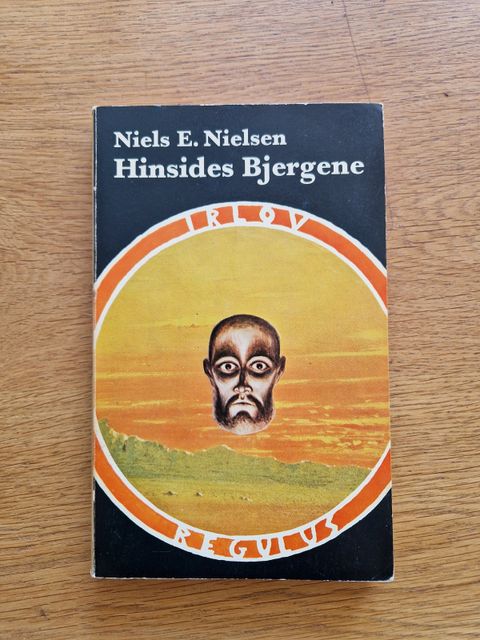 Niels E. Nielsen
Hinsides Bjergene
IRLOV
REGULUS